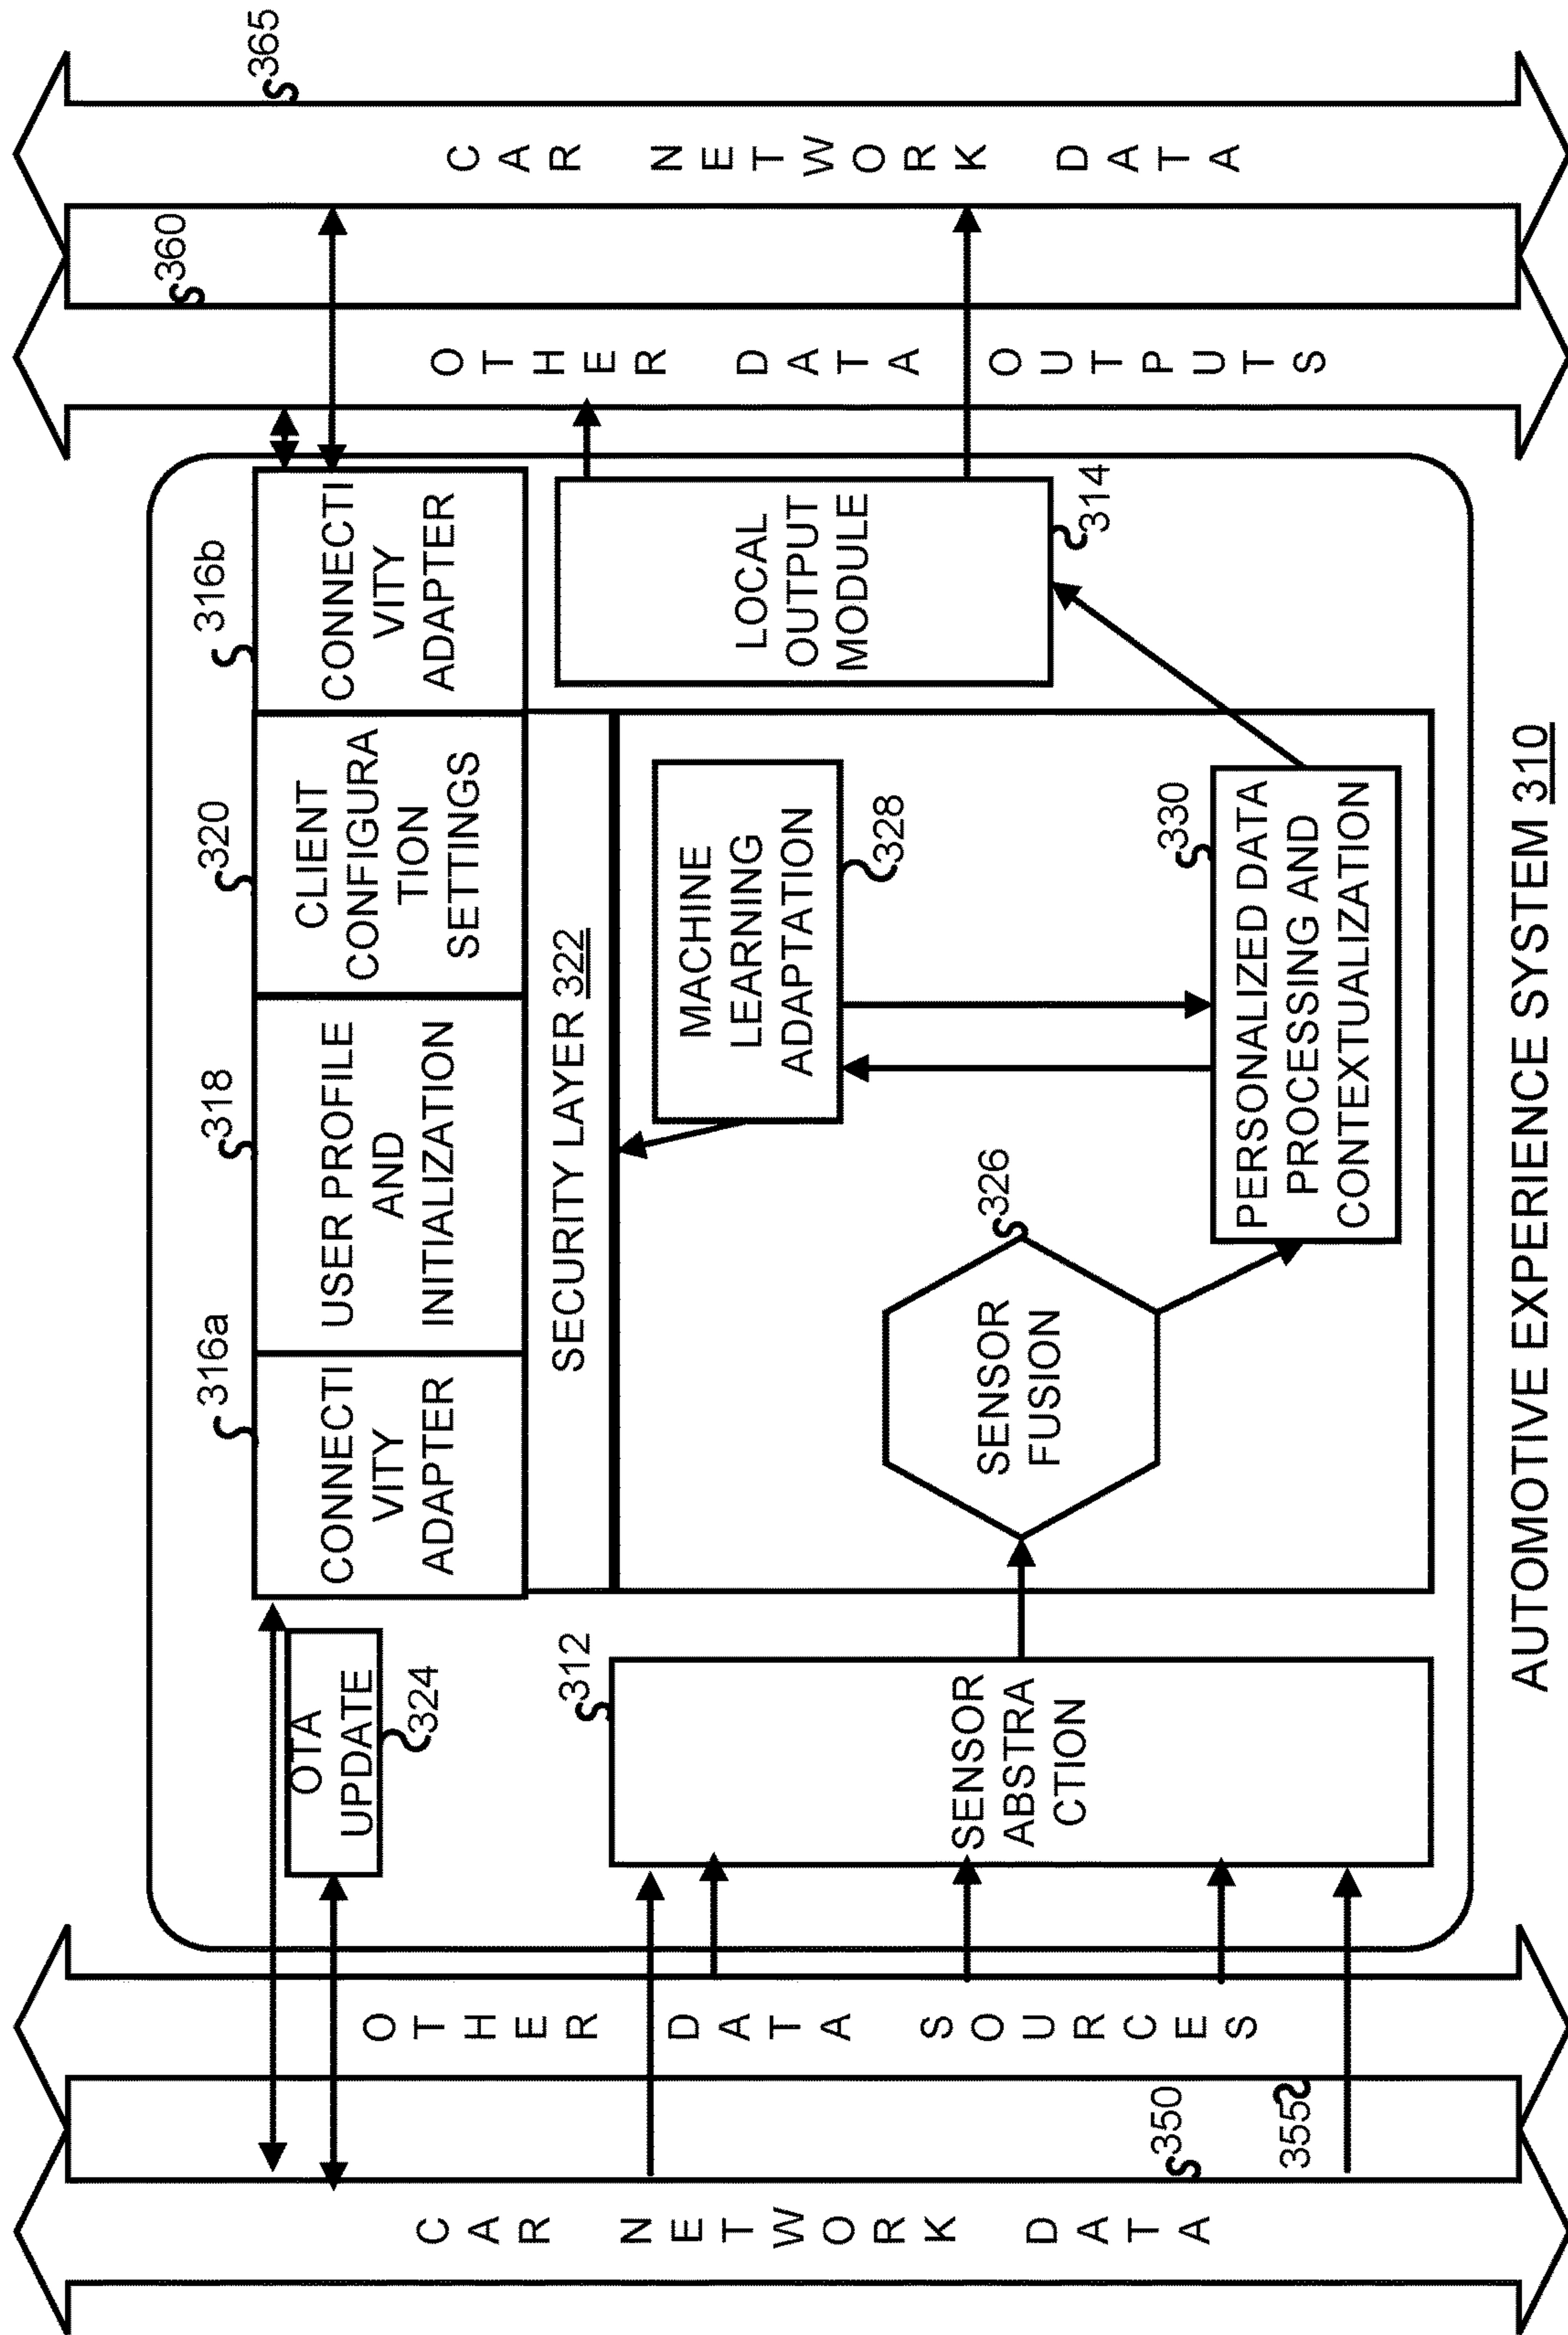 CAR NETWORK DATA
350
OTHER DATA SOURCES
355
OTA
UPDATE
324
312
SENSOR
ABSTRA
CTION
316a
CONNECTI
VITY
ADAPTER
318
USER PROFILE
AND
INITIALIZATION
320
CLIENT
CONFIGURA
TION
SETTINGS
316b
CONNECTI
VITY
ADAPTER
SECURITY LAYER 322
SENSOR
FUSION
326
MACHINE
LEARNING
ADAPTATION
328
330
PERSONALIZED DATA
PROCESSING AND
CONTEXTUALIZATION
LOCAL
OUTPUT
MODULE
314
360
OTHER DATA OUTPUTS
365
CAR NETWORK DATA
AUTOMOTIVE EXPERIENCE SYSTEM 310